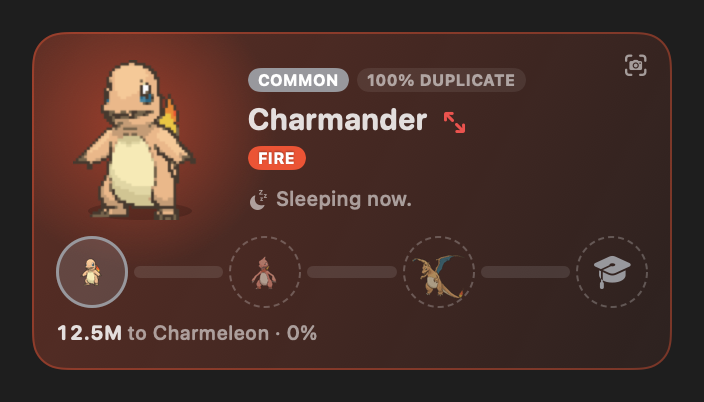 COMMON 100% DUPLICATE
Charmander
FIRE
Sleeping now.
12.5M to Charmeleon · 0%